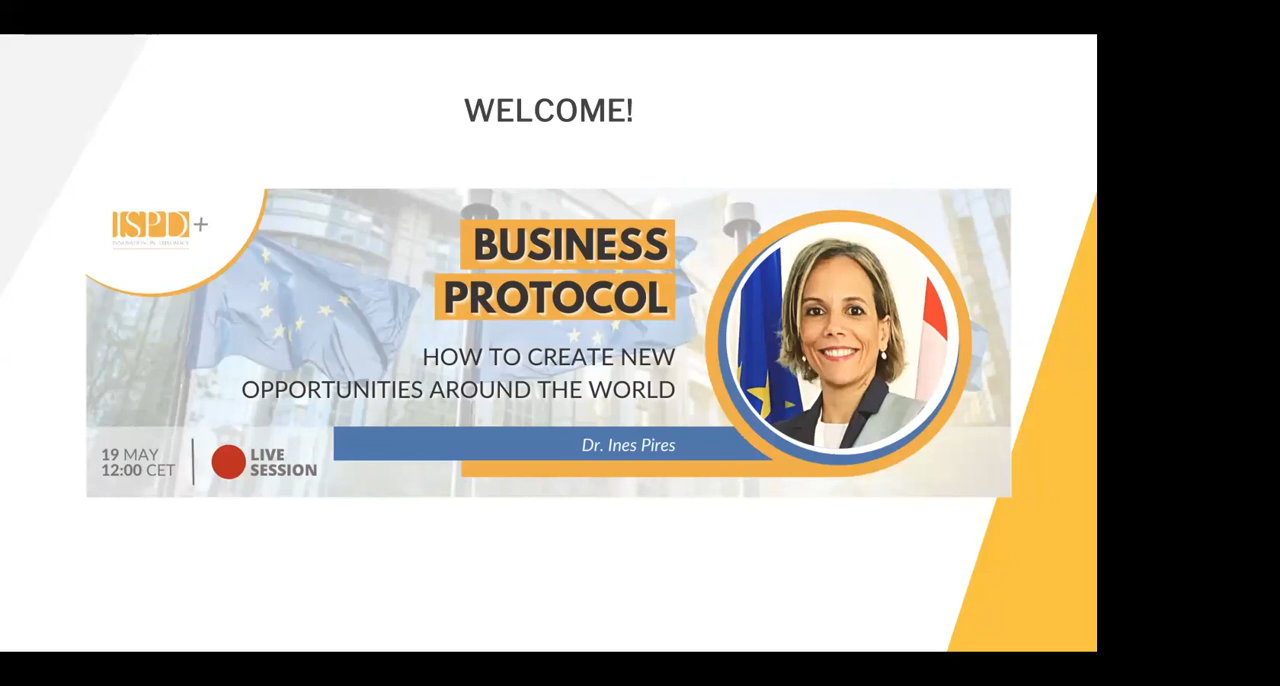 WELCOME!
ISPD+
BUSINESS
PROTOCOL
HOW TO CREATE NEW
OPPORTUNITIES AROUND THE WORLD
Dr. Ines Pires
19 MAY
12:00 CET
LIVE
SESSION